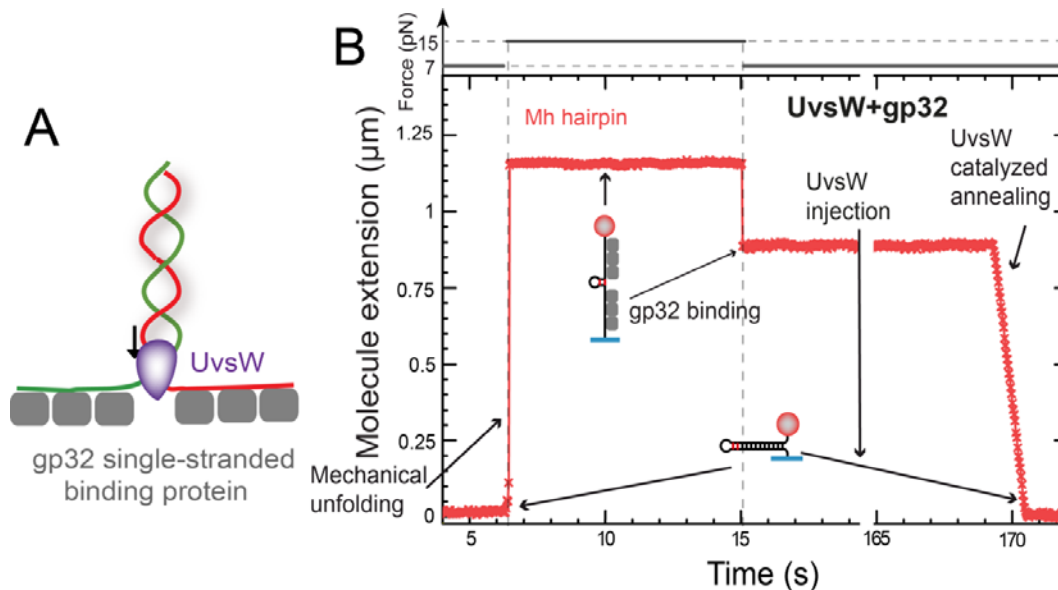 A
UvsW
gp32 single-stranded
binding protein
B
Force (pN)
15
7
Molecule extension (µm)
1.25
1
0.75
0.5
0.25
0
Mh hairpin
UvsW+gp32
UvsW
catalyzed
annealing
UvsW
injection
gp32 binding
Mechanical
unfolding
5
10
15
165
170
Time (s)